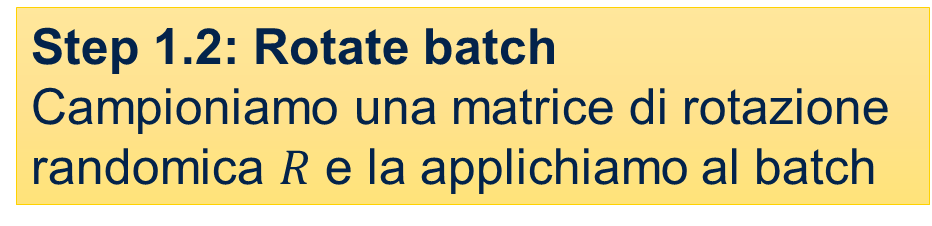 Step 1.2: Rotate batch
Campioniamo una matrice di rotazione
randomica R e la applichiamo al batch